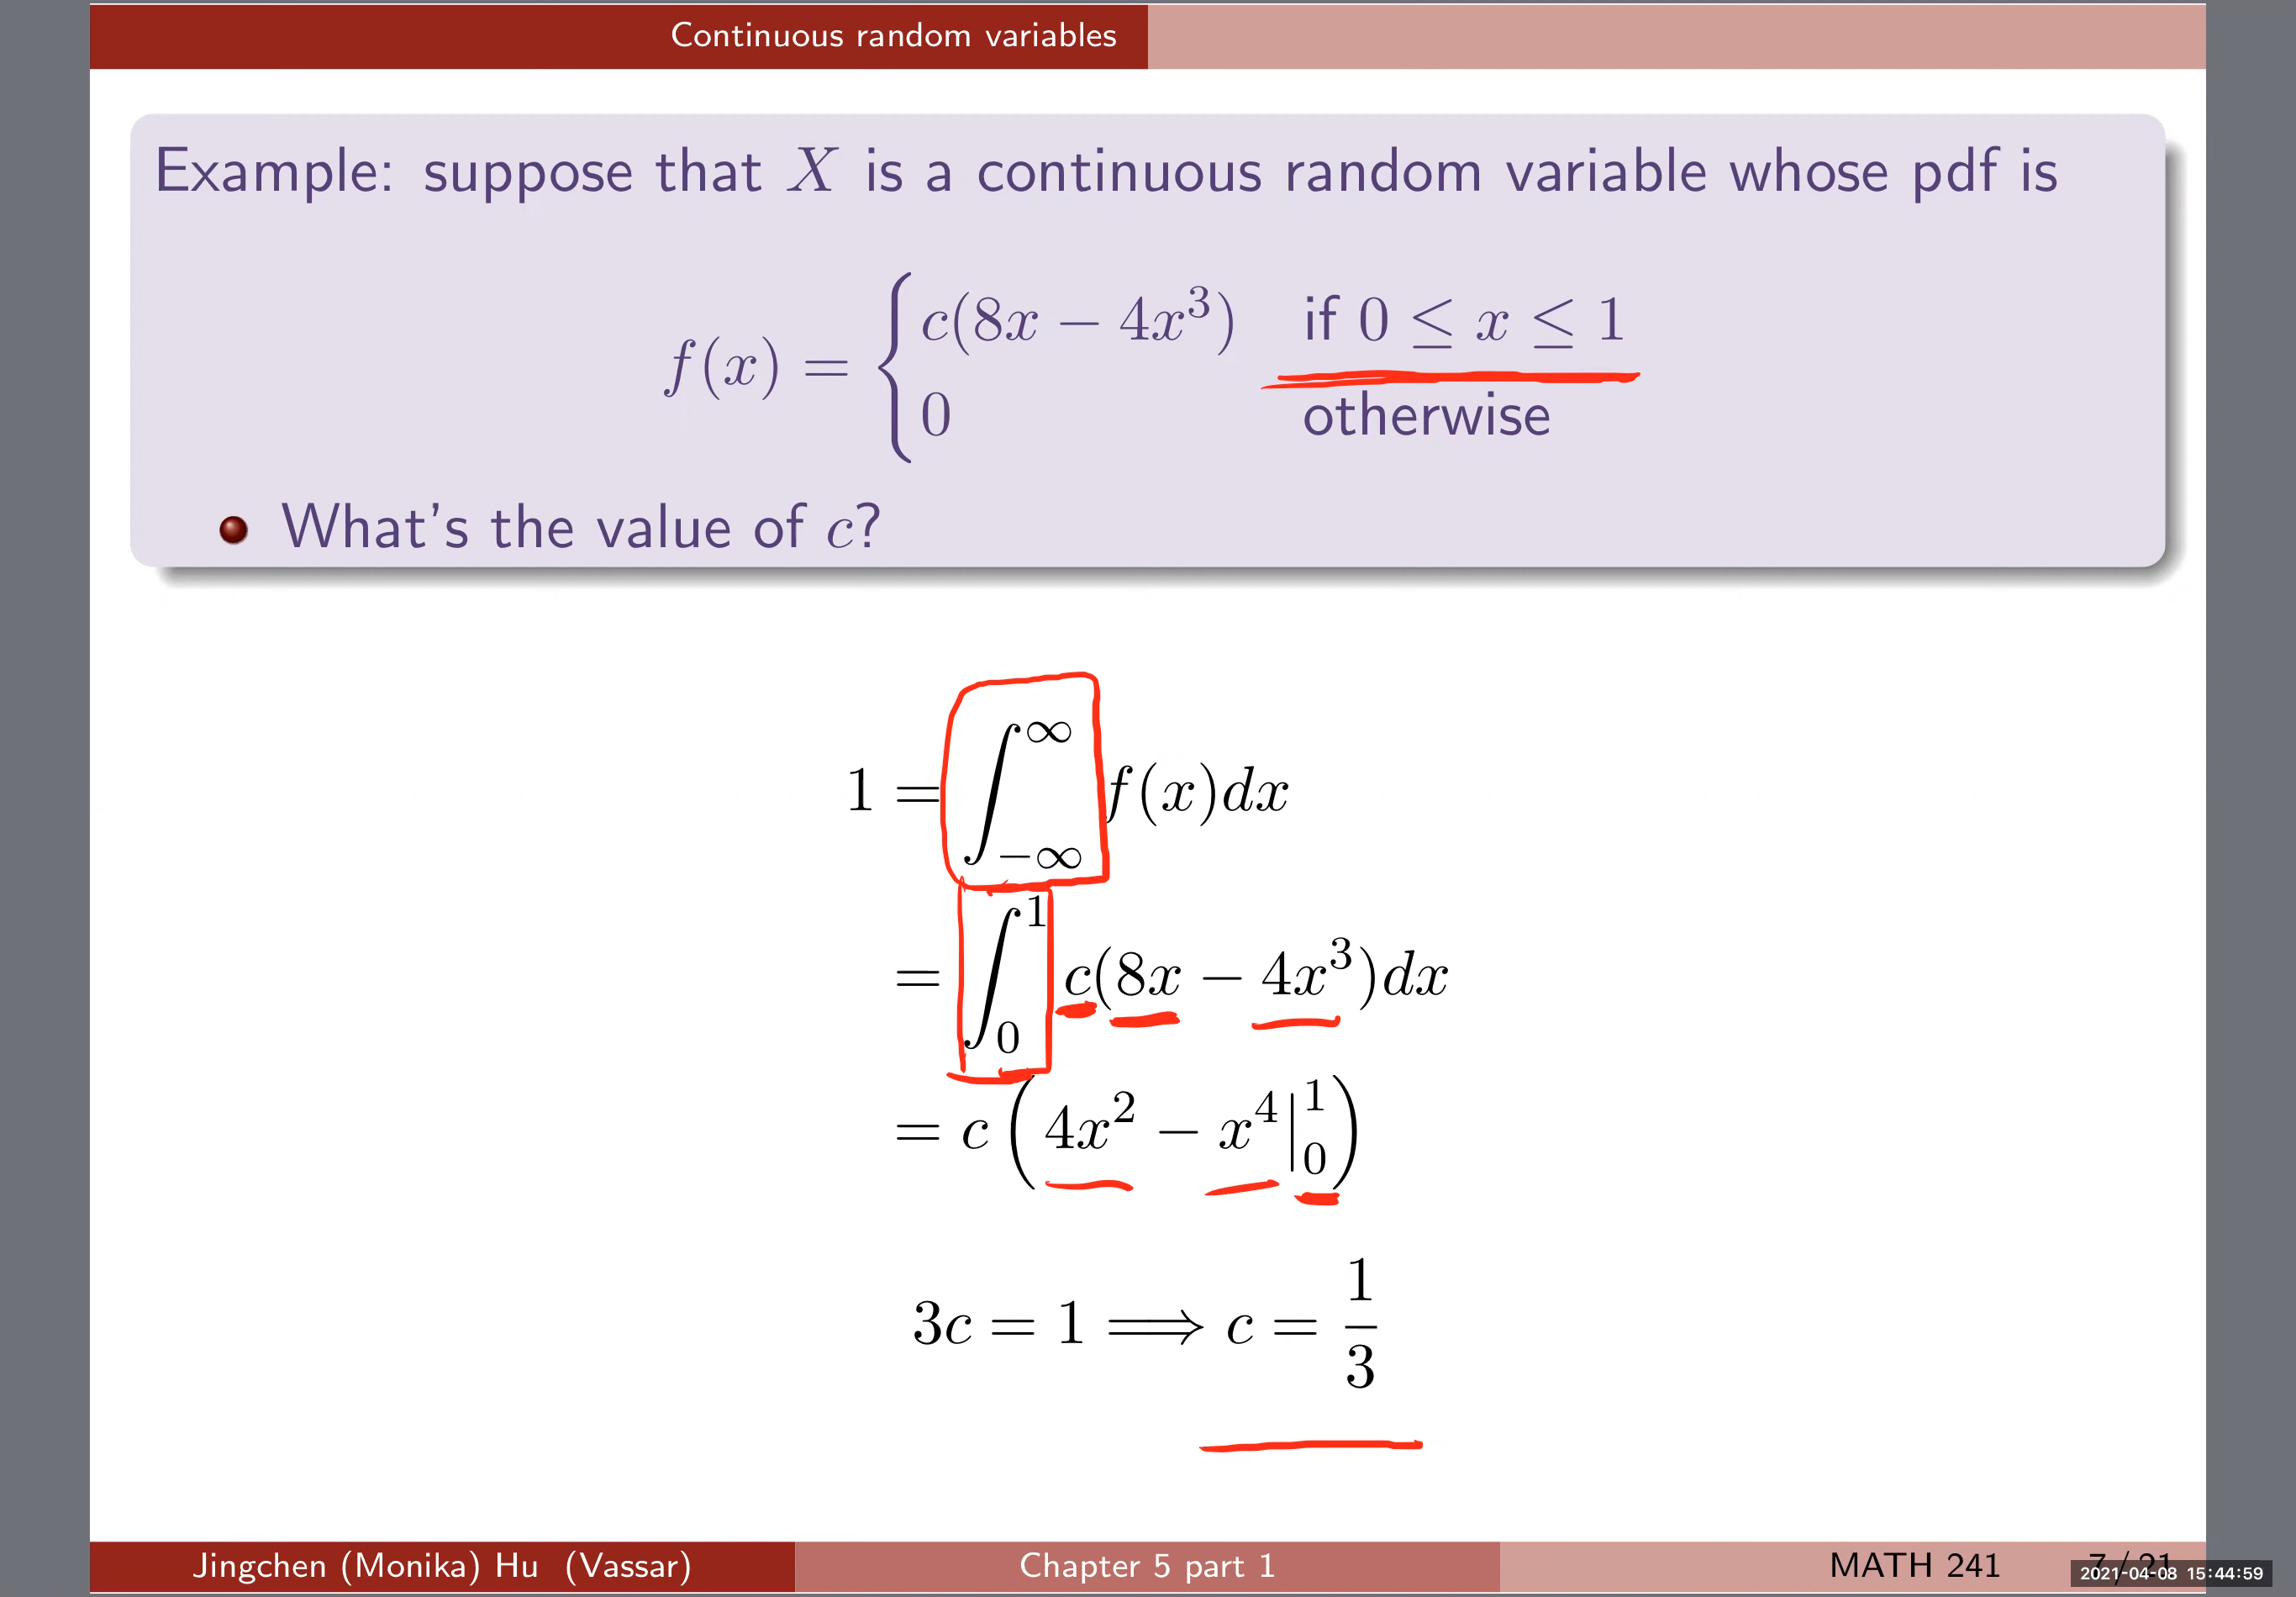 Continuous random variables
Example: suppose that X is a continuous random variable whose pdf is
f(x) = { c(8x − 4x³) if 0 ≤ x ≤ 1
0 otherwise
What's the value of c?
1 = ∫_{−∞}^{∞} f(x)dx
= ∫_0^1 c(8x − 4x³)dx
= c(4x² − x⁴|_0^1)
3c = 1 ⟹ c = 1/3
Jingchen (Monika) Hu (Vassar) Chapter 5 part 1 MATH 241 7 / 21
2021-04-08 15:44:59